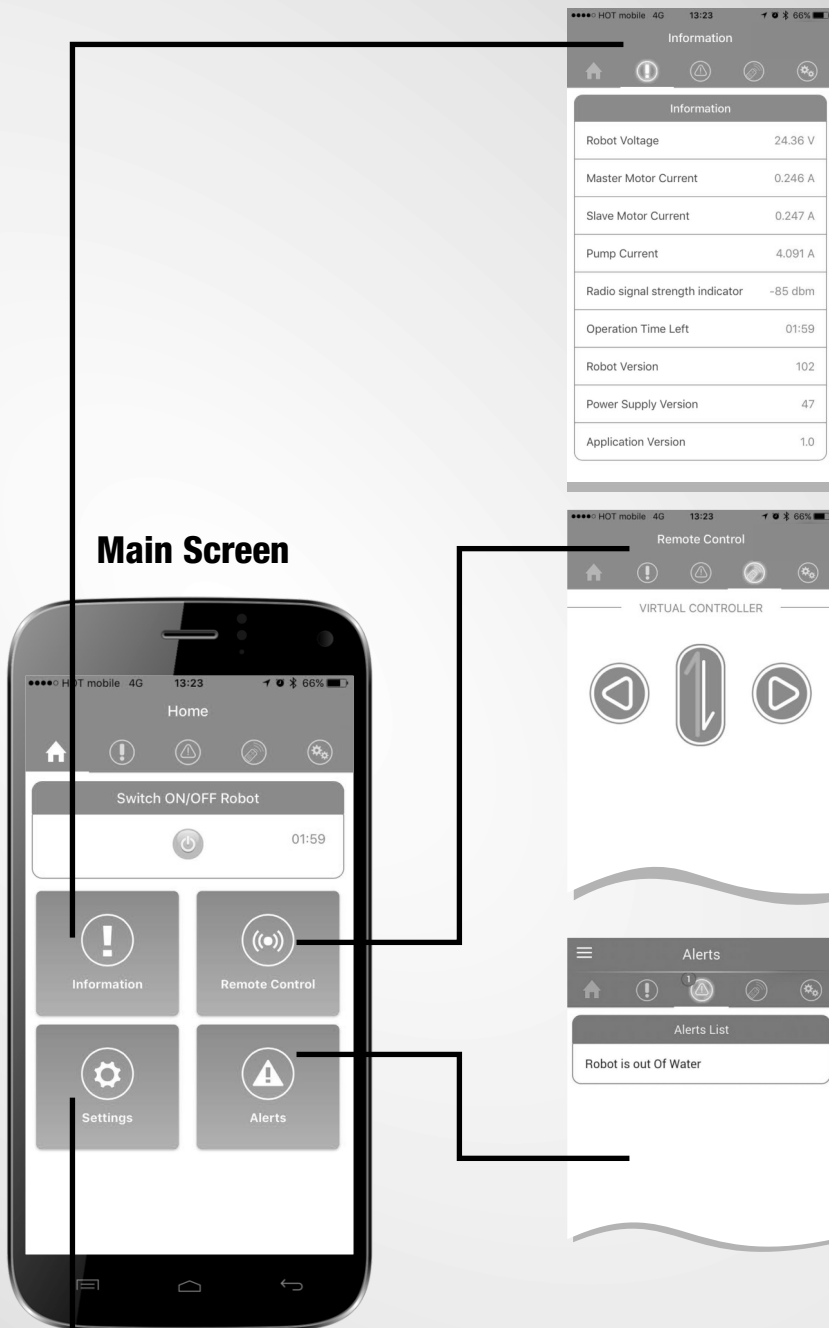 HOT mobile 4G 13:23 66%
Information
Information
Robot Voltage 24.36 V
Master Motor Current 0.246 A
Slave Motor Current 0.247 A
Pump Current 4.091 A
Radio signal strength indicator -85 dbm
Operation Time Left 01:59
Robot Version 102
Power Supply Version 47
Application Version 1.0
HOT mobile 4G 13:23 66%
Remote Control
VIRTUAL CONTROLLER
Main Screen
HOT mobile 4G 13:23 66%
Home
Switch ON/OFF Robot
01:59
Information Remote Control
Settings Alerts
Alerts
1
Alerts List
Robot is out Of Water